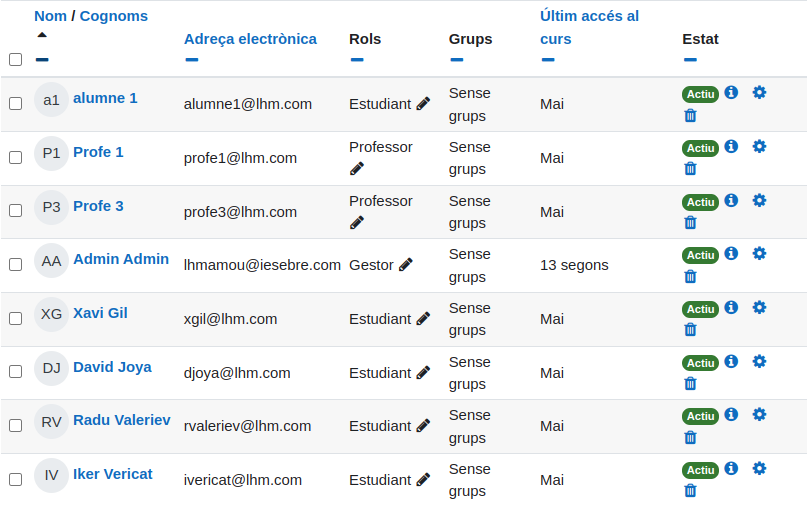 Nom / Cognoms
Adreça electrònica
Rols
Grups
Últim accés al curs
Estat
a1 alumne 1 alumne1@lhm.com Estudiant Sense grups Mai Actiu
P1 Profe 1 profe1@lhm.com Professor Sense grups Mai Actiu
P3 Profe 3 profe3@lhm.com Professor Sense grups Mai Actiu
AA Admin Admin lhmamou@iesebre.com Gestor Sense grups 13 segons Actiu
XG Xavi Gil xgil@lhm.com Estudiant Sense grups Mai Actiu
DJ David Joya djoya@lhm.com Estudiant Sense grups Mai Actiu
RV Radu Valeriev rvaleriev@lhm.com Estudiant Sense grups Mai Actiu
IV Iker Vericat ivericat@lhm.com Estudiant Sense grups Mai Actiu